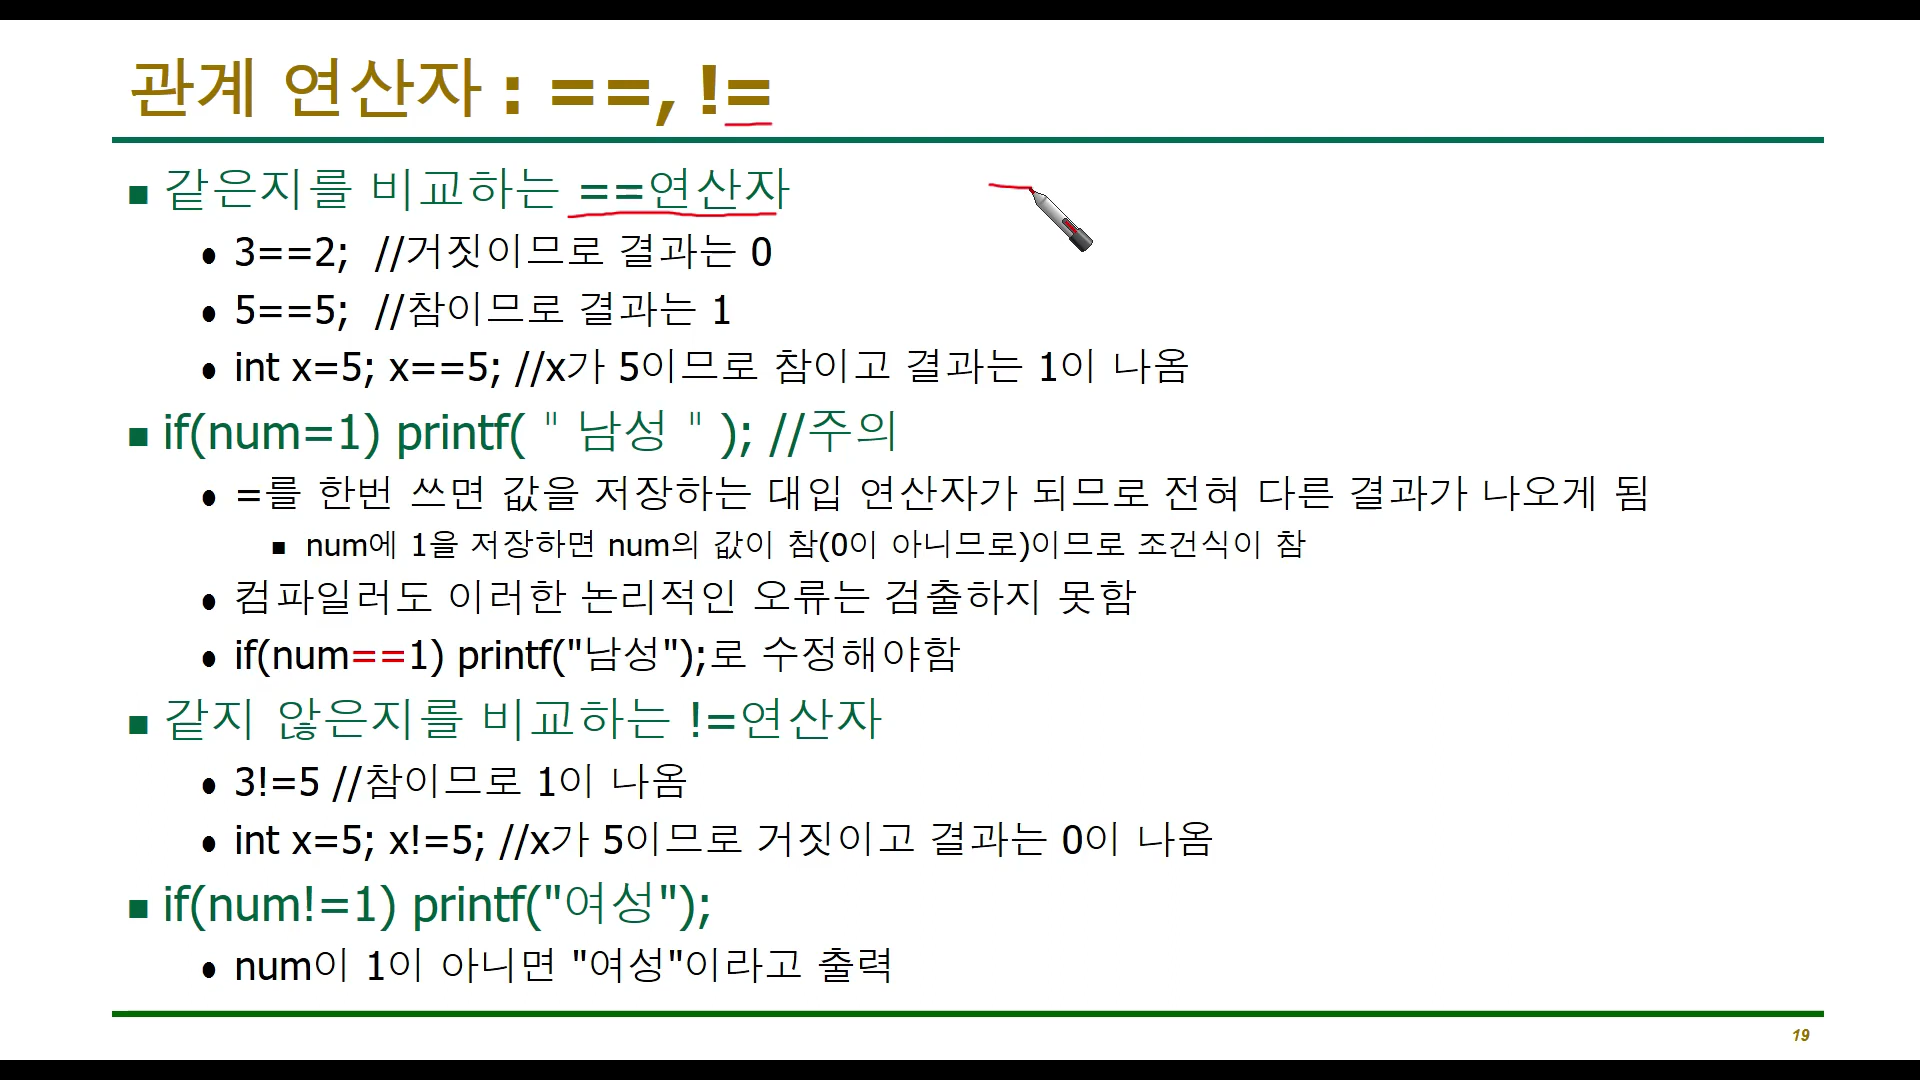 관계 연산자 : ==, !=
■ 같은지를 비교하는 ==연산자
● 3==2;  //거짓이므로 결과는 0
● 5==5;  //참이므로 결과는 1
● int x=5; x==5; //x가 5이므로 참이고 결과는 1이 나옴
■ if(num=1) printf( " 남성 " ); //주의
● =를 한번 쓰면 값을 저장하는 대입 연산자가 되므로 전혀 다른 결과가 나오게 됨
■ num에 1을 저장하면 num의 값이 참(0이 아니므로)이므로 조건식이 참
● 컴파일러도 이러한 논리적인 오류는 검출하지 못함
● if(num==1) printf("남성");로 수정해야함
■ 같지 않은지를 비교하는 !=연산자
● 3!=5 //참이므로 1이 나옴
● int x=5; x!=5; //x가 5이므로 거짓이고 결과는 0이 나옴
■ if(num!=1) printf("여성");
● num이 1이 아니면 "여성"이라고 출력
19